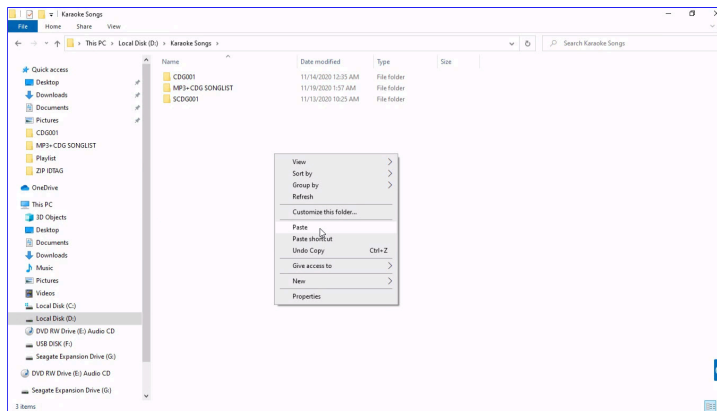 Karaoke Songs
File Home Share View
This PC > Local Disk (D:) > Karaoke Songs >
Search Karaoke Songs
Name Date modified Type Size
CDG001 11/14/2020 12:35 AM File folder
MP3+CDG SONGLIST 11/19/2020 1:57 AM File folder
SCDG001 11/13/2020 10:25 AM File folder
Quick access
Desktop
Downloads
Documents
Pictures
CDG001
MP3+CDG SONGLIST
Playlist
ZIP IDTAG
OneDrive
This PC
3D Objects
Desktop
Documents
Downloads
Music
Pictures
Videos
Local Disk (C:)
Local Disk (D:)
DVD RW Drive (E:) Audio CD
USB DISK (F:)
Seagate Expansion Drive (G:)
DVD RW Drive (E:) Audio CD
Seagate Expansion Drive (G:)
View
Sort by
Group by
Refresh
Customize this folder...
Paste
Paste shortcut
Undo Copy Ctrl+Z
Give access to
New
Properties
3 items